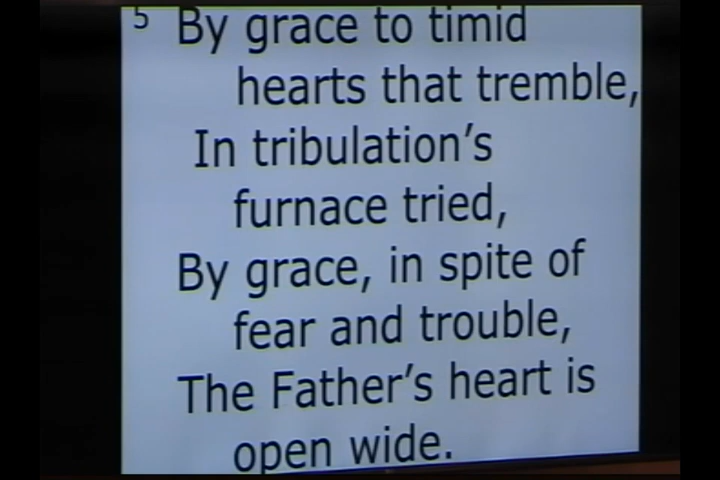 5 By grace to timid
hearts that tremble,
In tribulation's
furnace tried,
By grace, in spite of
fear and trouble,
The Father's heart is
open wide.